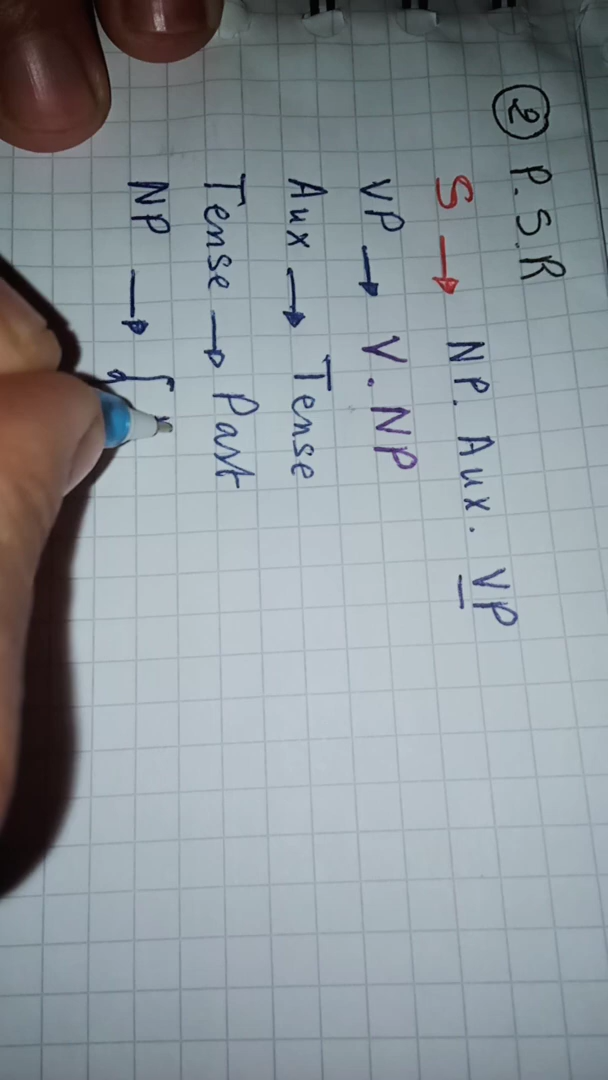 ② P.S.R
S → NP. Aux. VP
VP → V. NP
Aux → Tense
Tense → Past
NP → {